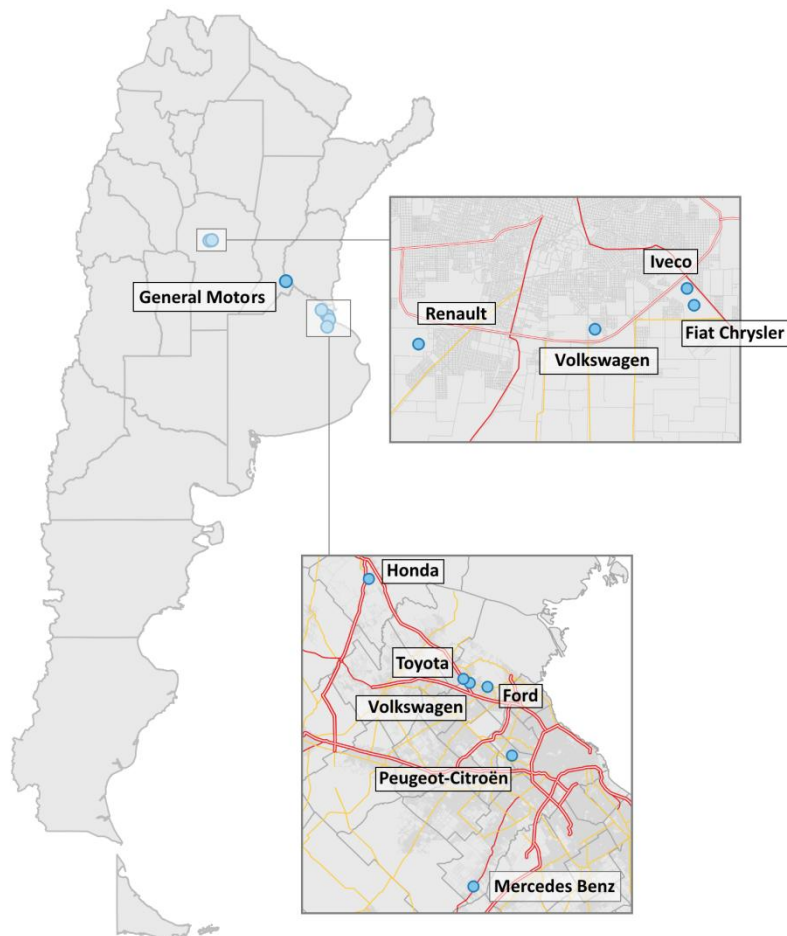 General Motors
Iveco
Renault
Fiat Chrysler
Volkswagen
Honda
Toyota
Ford
Volkswagen
Peugeot-Citroën
Mercedes Benz